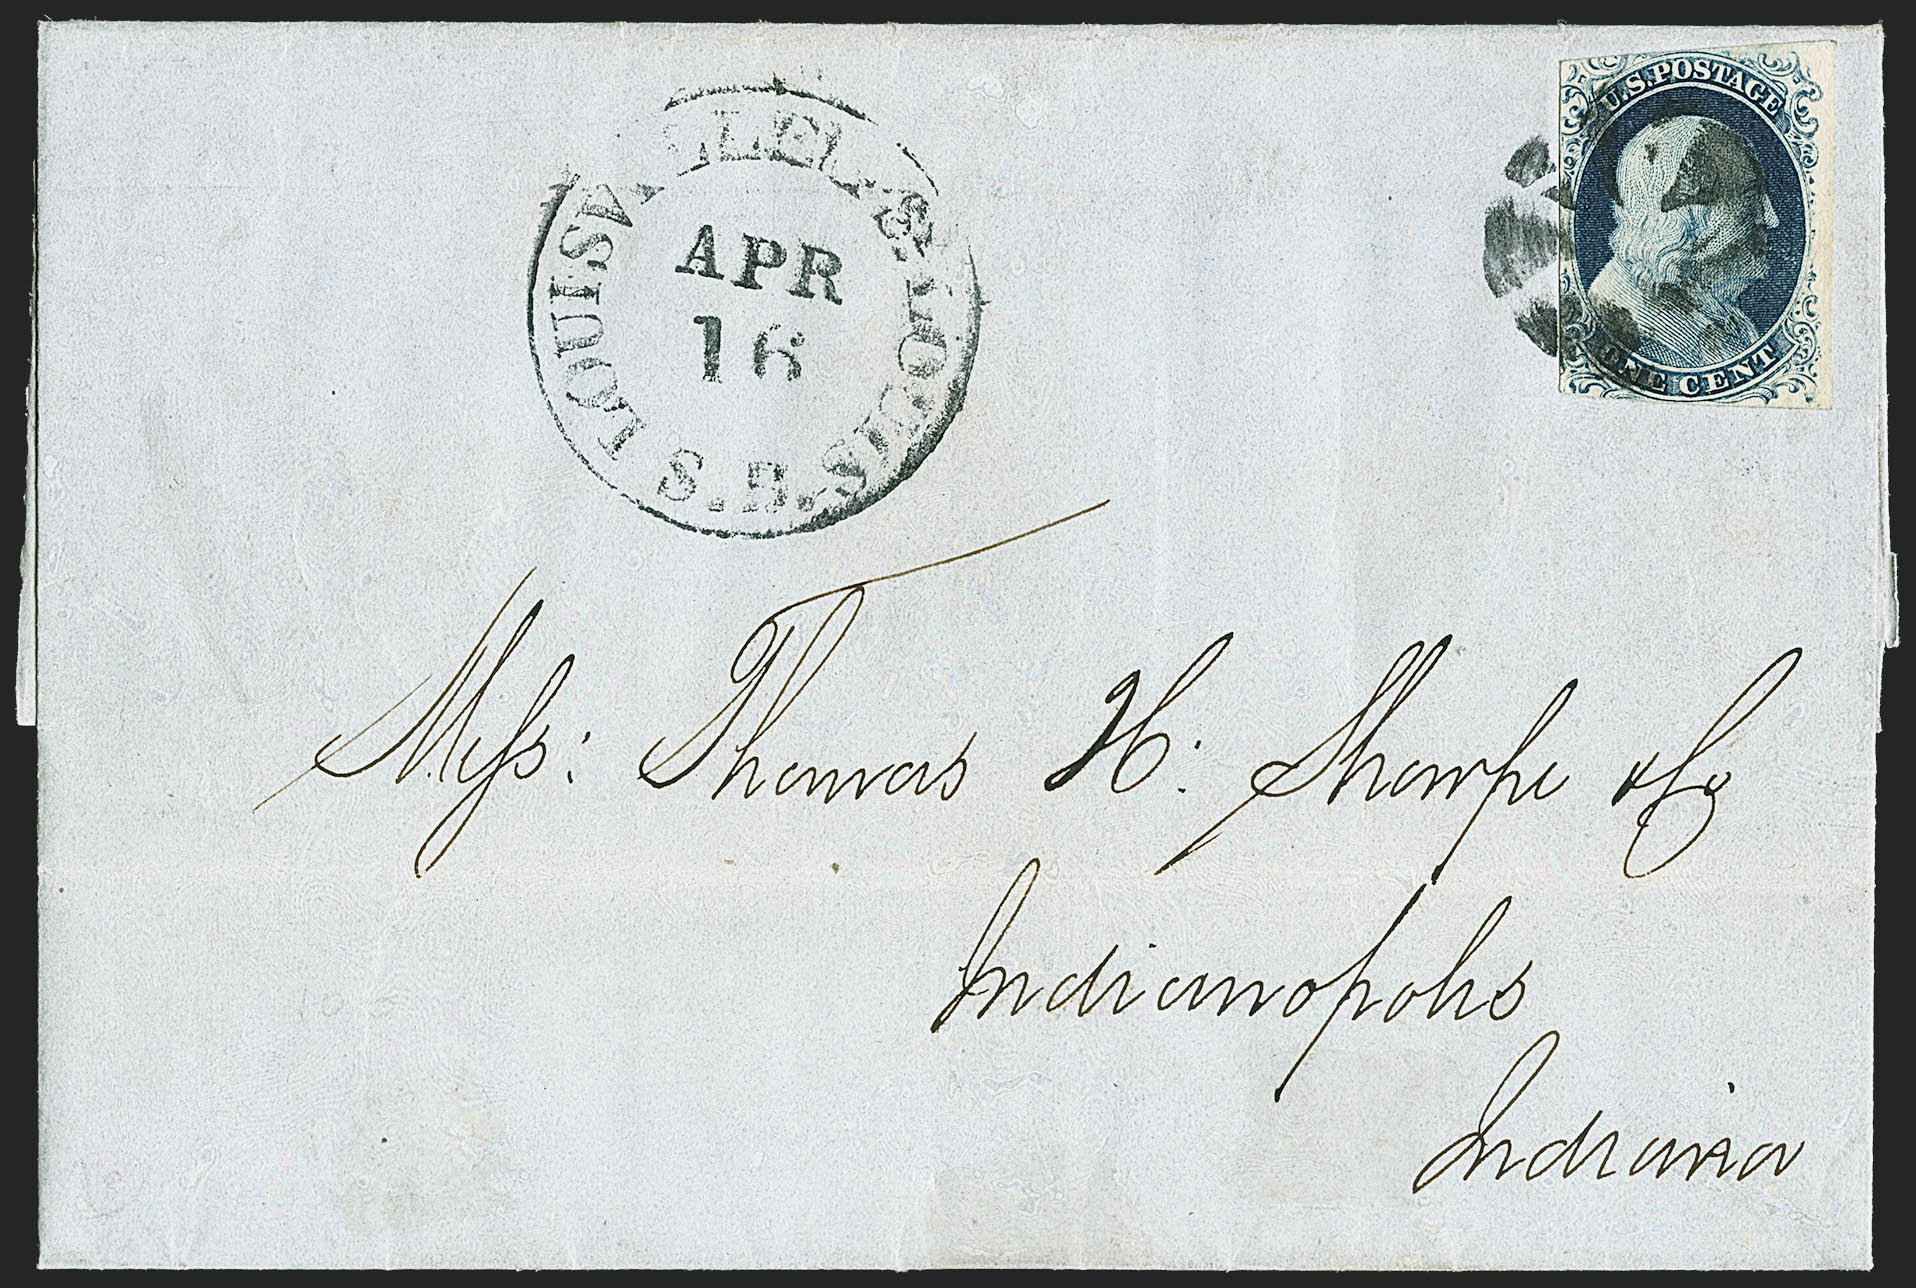 U.S. POSTAGE
ONE CENT
LOUISVILLE & ST. LOUIS S.B.
APR
16
Mess: Thomas H: Sharpe & Co
Indianapolis
Indiana